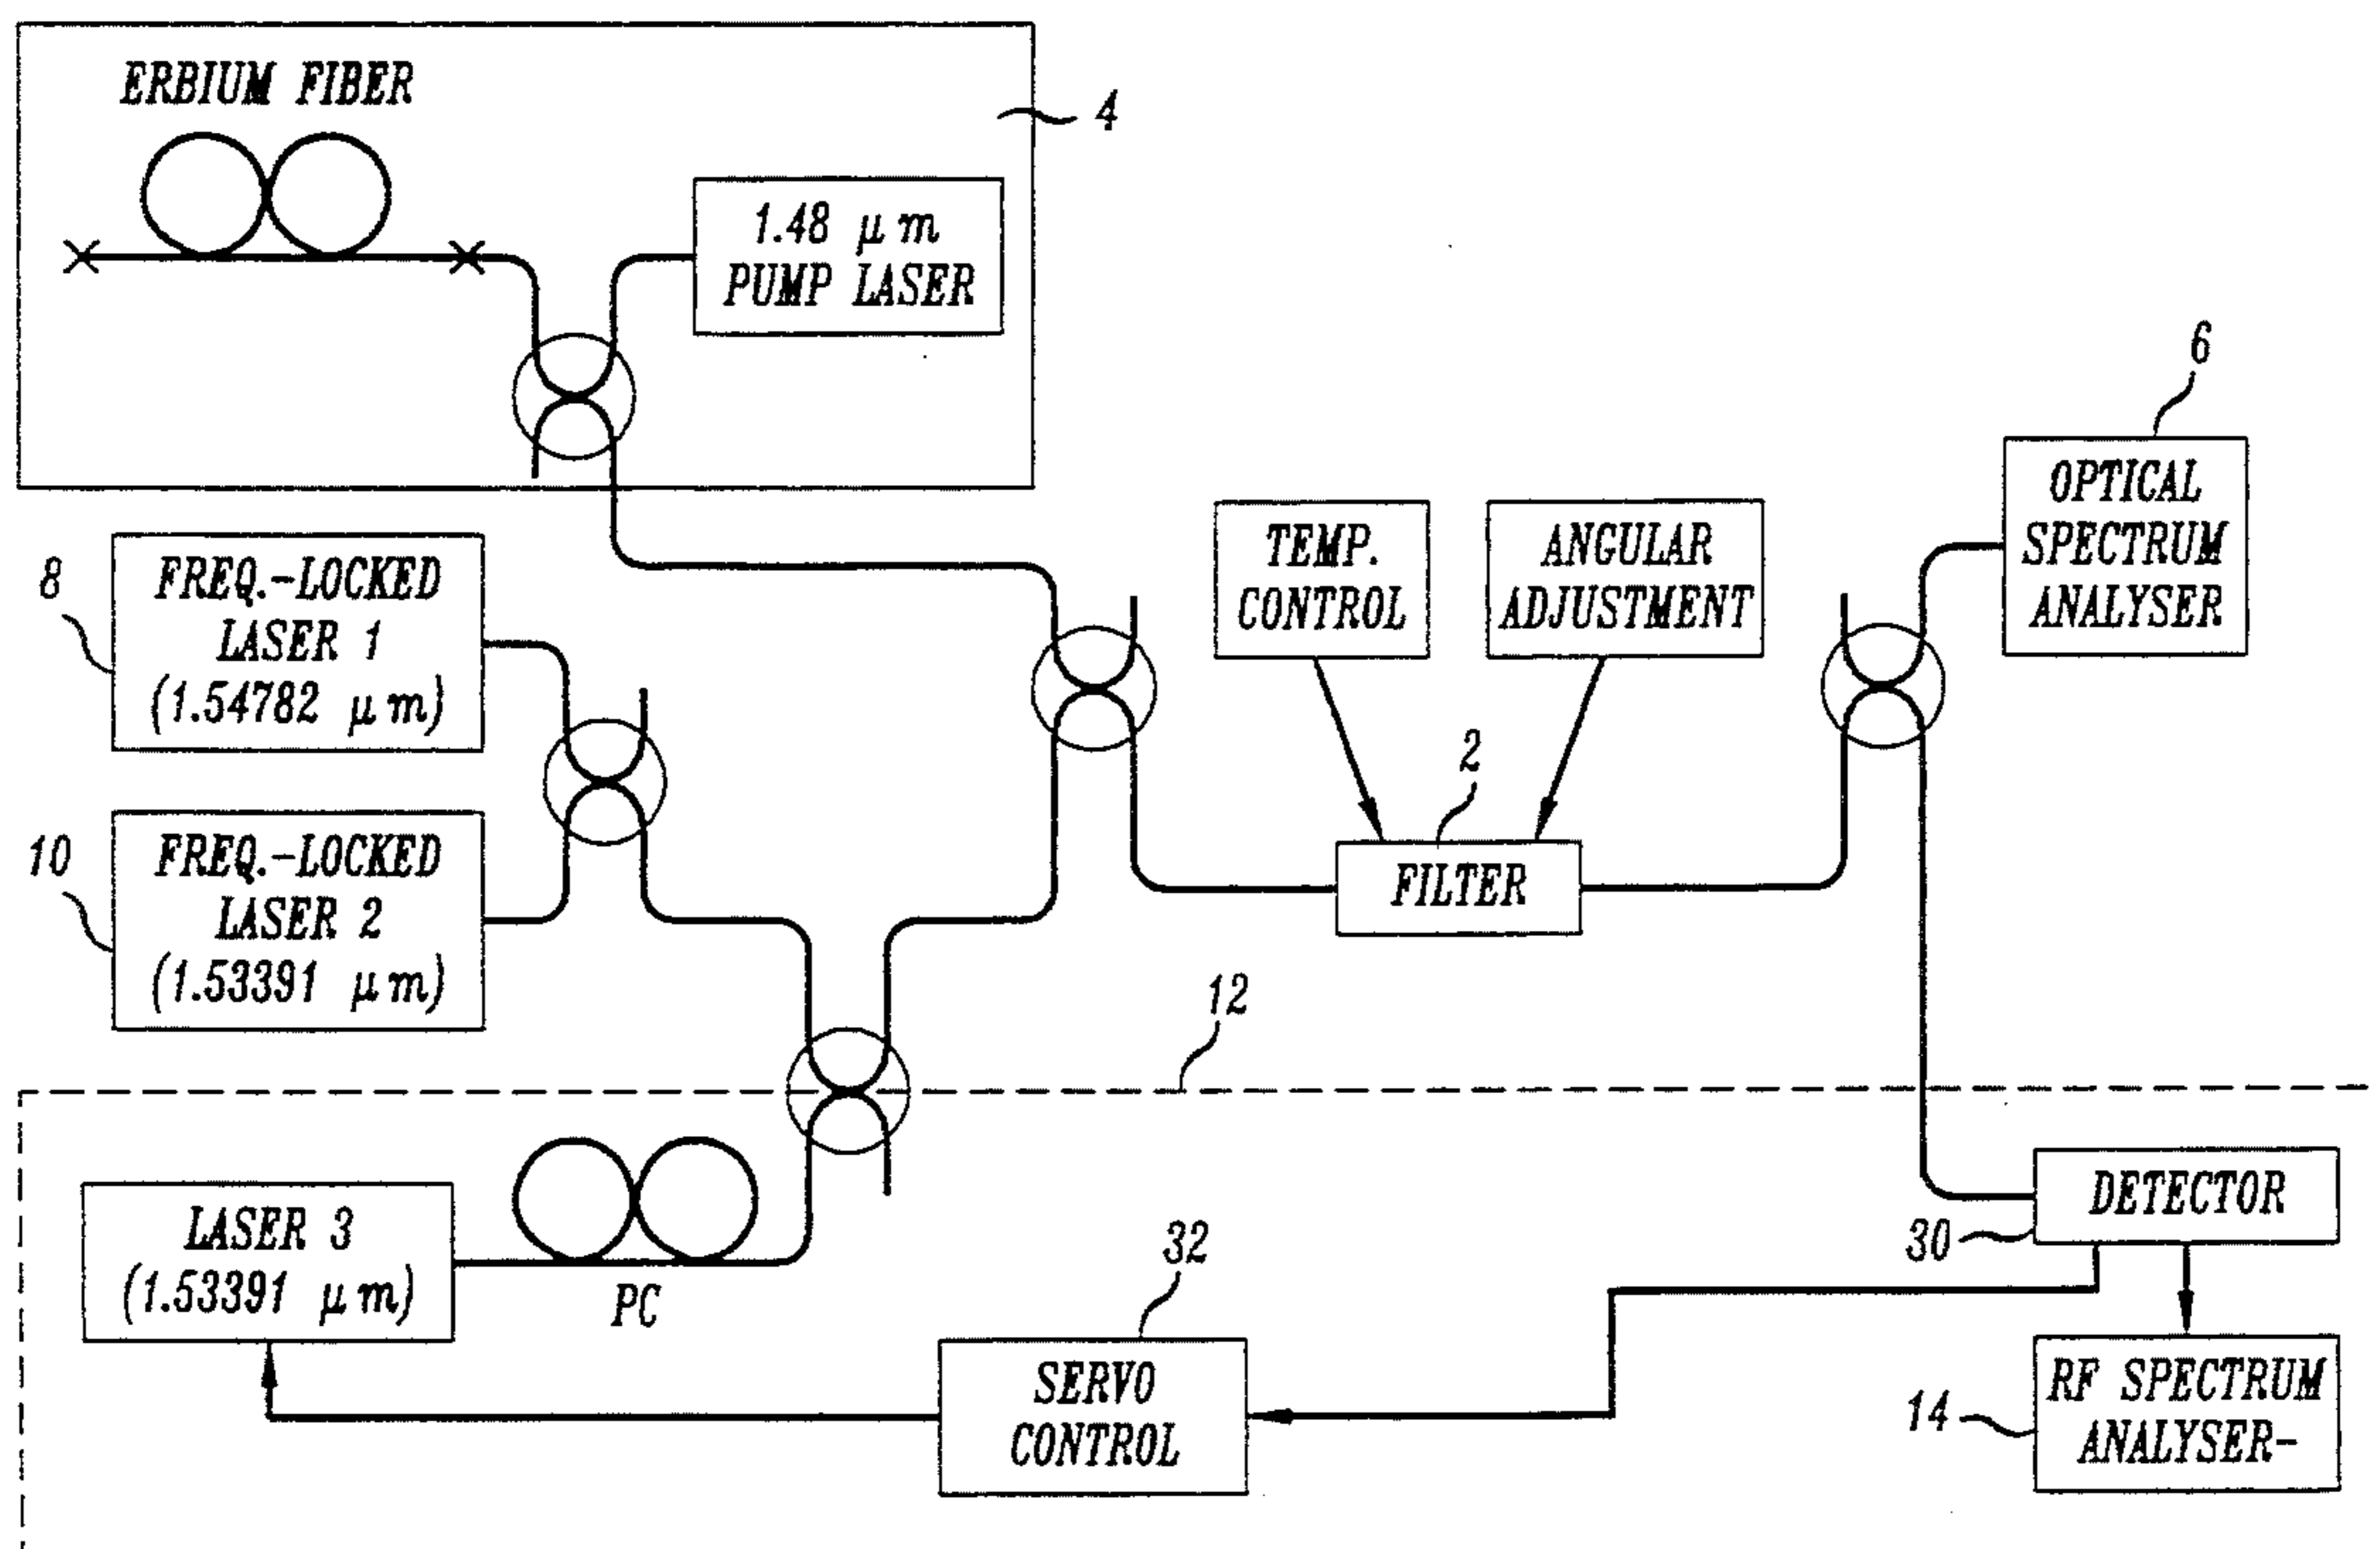 ERBIUM FIBER
4
1.48 μm
PUMP LASER
6
OPTICAL
SPECTRUM
ANALYSER
TEMP.
CONTROL
ANGULAR
ADJUSTMENT
8
FREQ.-LOCKED
LASER 1
(1.54782 μm)
2
FILTER
10
FREQ.-LOCKED
LASER 2
(1.53391 μm)
12
DETECTOR
30
LASER 3
(1.53391 μm)
PC
32
SERVO
CONTROL
14
RF SPECTRUM
ANALYSER-